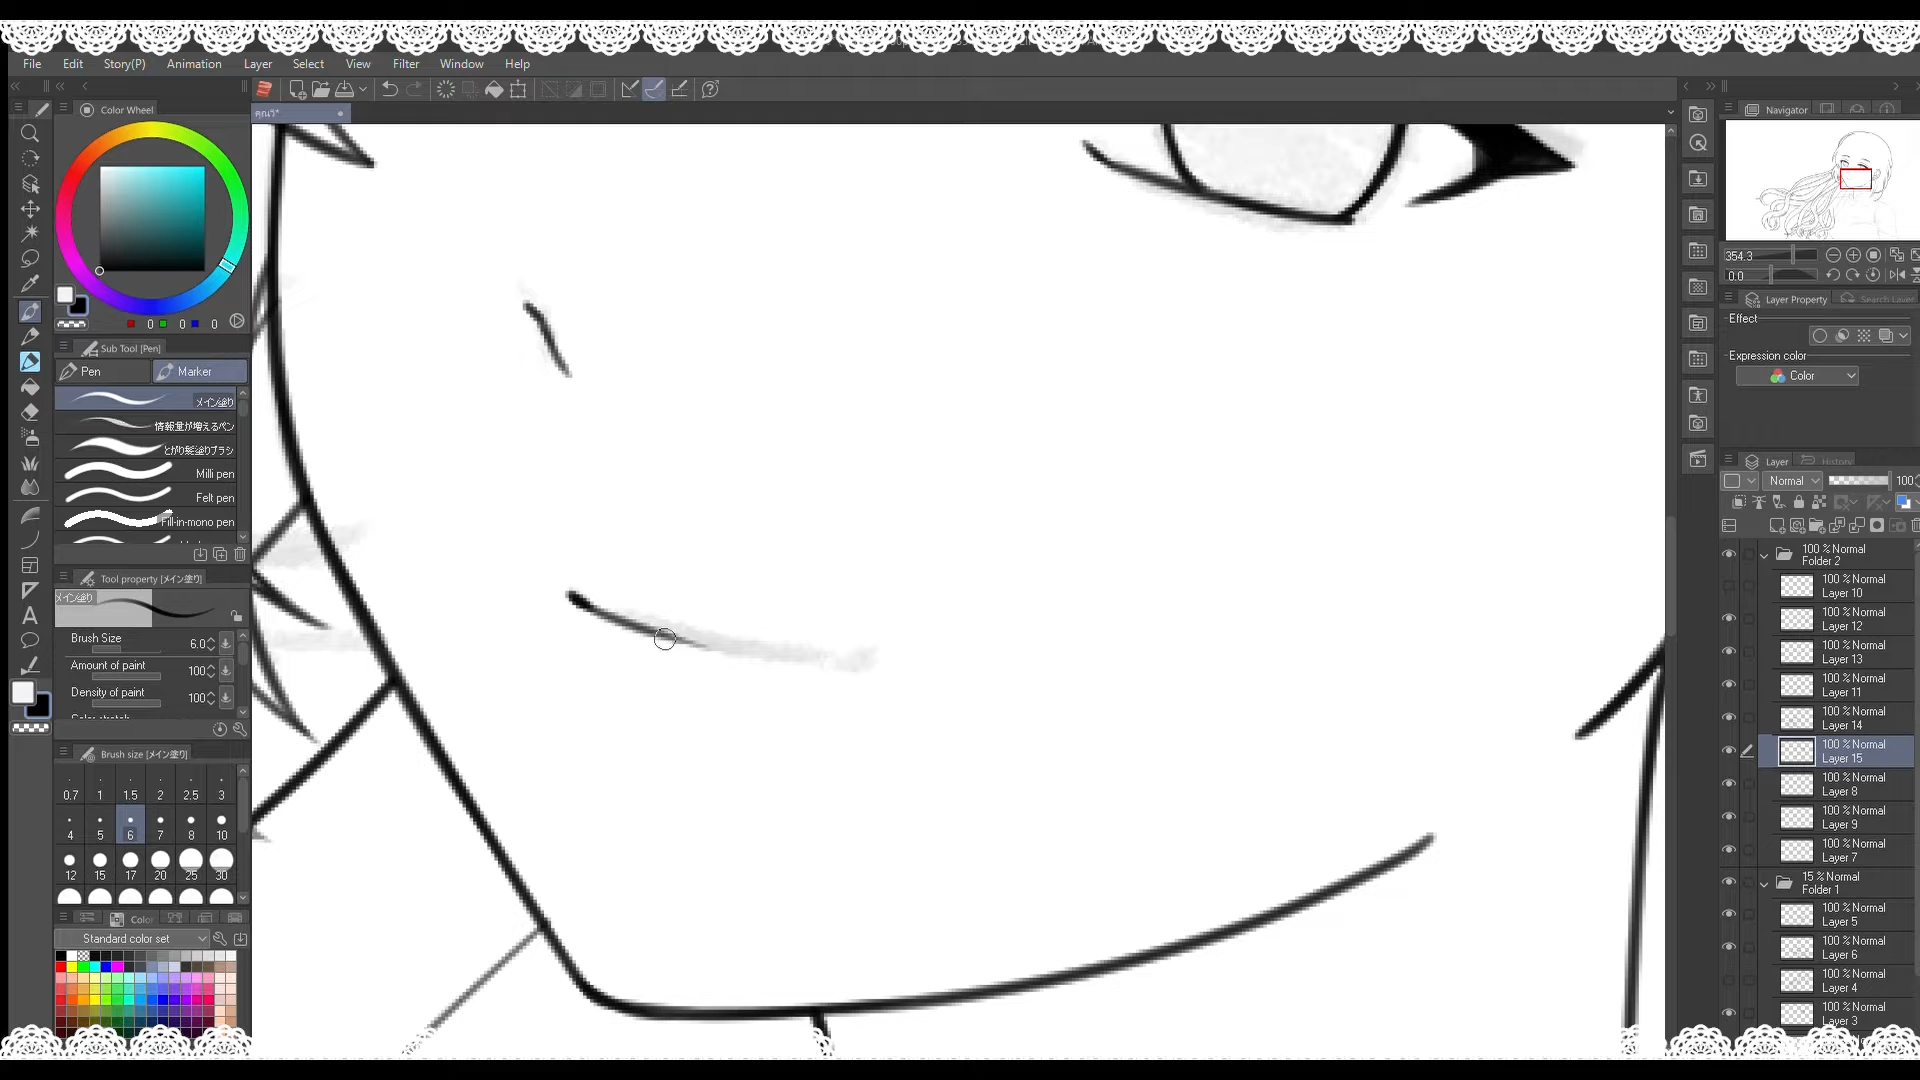 File Edit Story(P) Animation Layer Select View Filter Window Help
Color Wheel
คุณวี*
Navigator
354.3
0.0
0 0 0
Layer Property Search Layer
Effect
Expression color
Color
Sub Tool [Pen]
Pen Marker
メイン塗り
情報量が増えるペン
とがり髪塗りブラシ
Milli pen
Felt pen
Fill-in-mono pen
Tool property [メイン塗り]
メイン塗り
Brush Size 6.0
Amount of paint 100
Density of paint 100
Color stretch
Brush size [メイン塗り]
0.7 1 1.5 2 2.5 3
4 5 6 7 8 10
12 15 17 20 25 30
Color
Standard color set
Layer History
Normal 100
100 % Normal
Folder 2
100 % Normal
Layer 10
100 % Normal
Layer 12
100 % Normal
Layer 13
100 % Normal
Layer 11
100 % Normal
Layer 14
100 % Normal
Layer 15
100 % Normal
Layer 8
100 % Normal
Layer 9
100 % Normal
Layer 7
15 % Normal
Folder 1
100 % Normal
Layer 5
100 % Normal
Layer 6
100 % Normal
Layer 4
100 % Normal
Layer 3